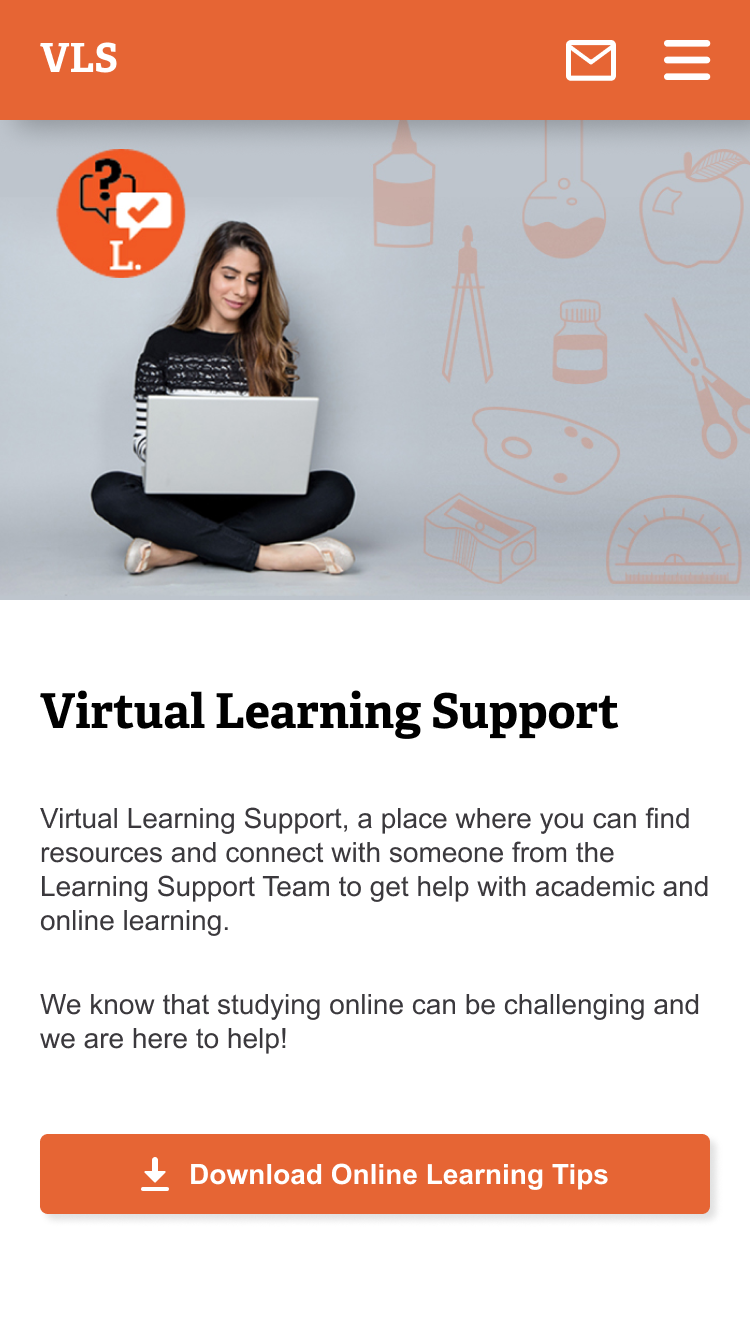 VLS
?
L.
Virtual Learning Support
Virtual Learning Support, a place where you can find
resources and connect with someone from the
Learning Support Team to get help with academic and
online learning.
We know that studying online can be challenging and
we are here to help!
Download Online Learning Tips